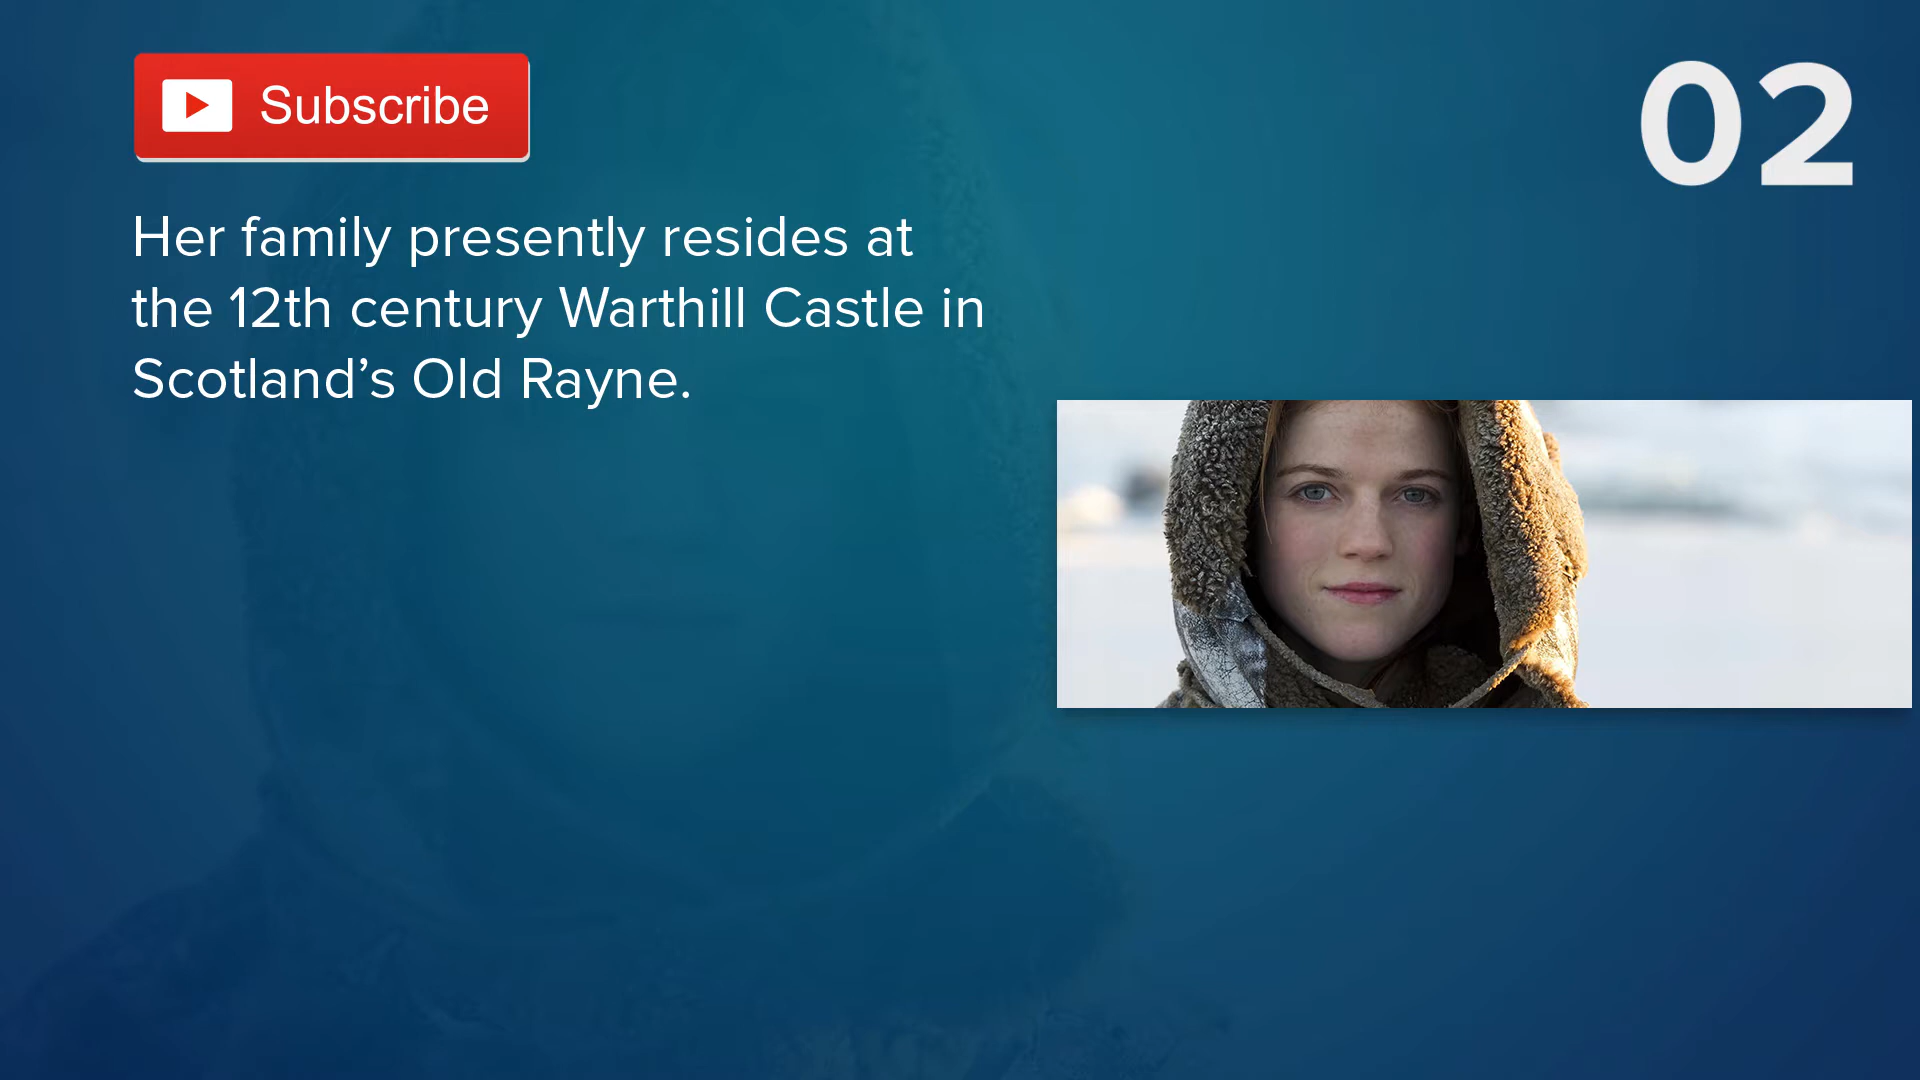 Subscribe
02
Her family presently resides at
the 12th century Warthill Castle in
Scotland’s Old Rayne.